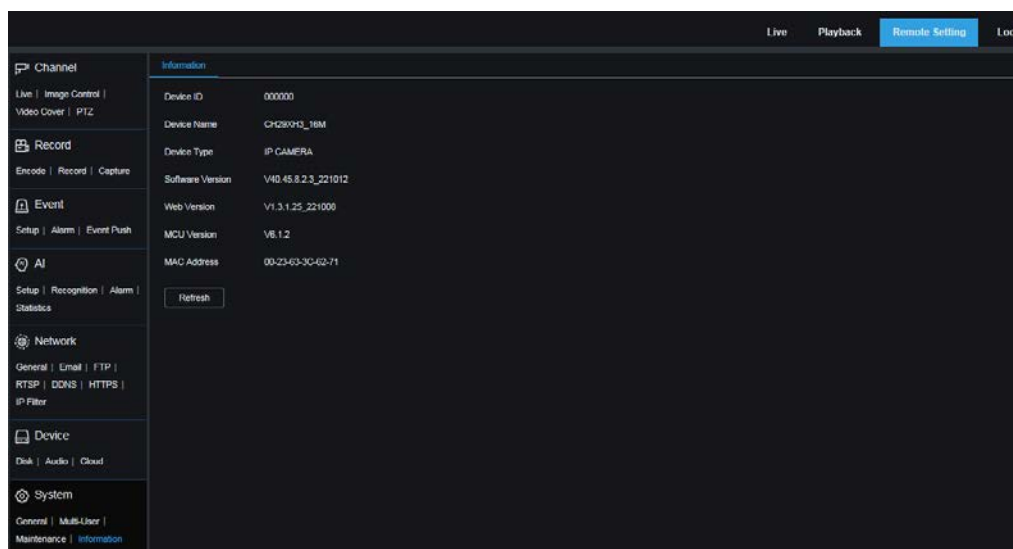 Live Playback Remote Setting Loc
Channel
Live | Image Control |
Video Cover | PTZ
Record
Encode | Record | Capture
Event
Setup | Alarm | Event Push
AI
Setup | Recognition | Alarm |
Statistics
Network
General | Email | FTP |
RTSP | DDNS | HTTPS |
IP Filter
Device
Disk | Audio | Cloud
System
General | Multi-User |
Maintenance | Information
Information
Device ID 000000
Device Name
Device Type IP CAMERA
Software Version V40.45.8.2.3_221012
Web Version V1.3.1.25_221008
MCU Version V6.1.2
MAC Address 00-23-63-3C-62-71
Refresh